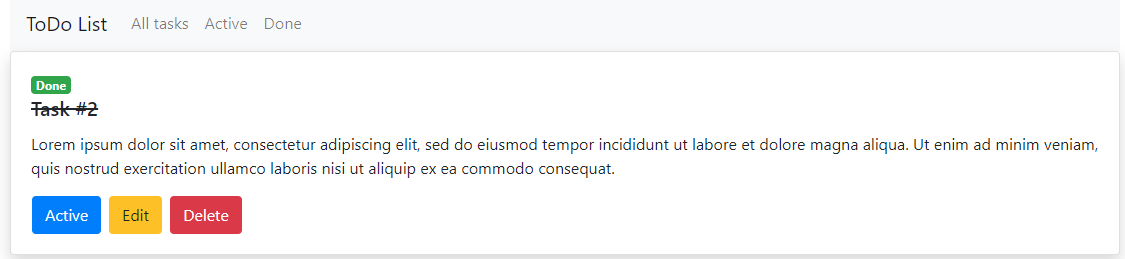 ToDo List All tasks Active Done
Done
Task #2
Lorem ipsum dolor sit amet, consectetur adipiscing elit, sed do eiusmod tempor incididunt ut labore et dolore magna aliqua. Ut enim ad minim veniam,
quis nostrud exercitation ullamco laboris nisi ut aliquip ex ea commodo consequat.
Active Edit Delete